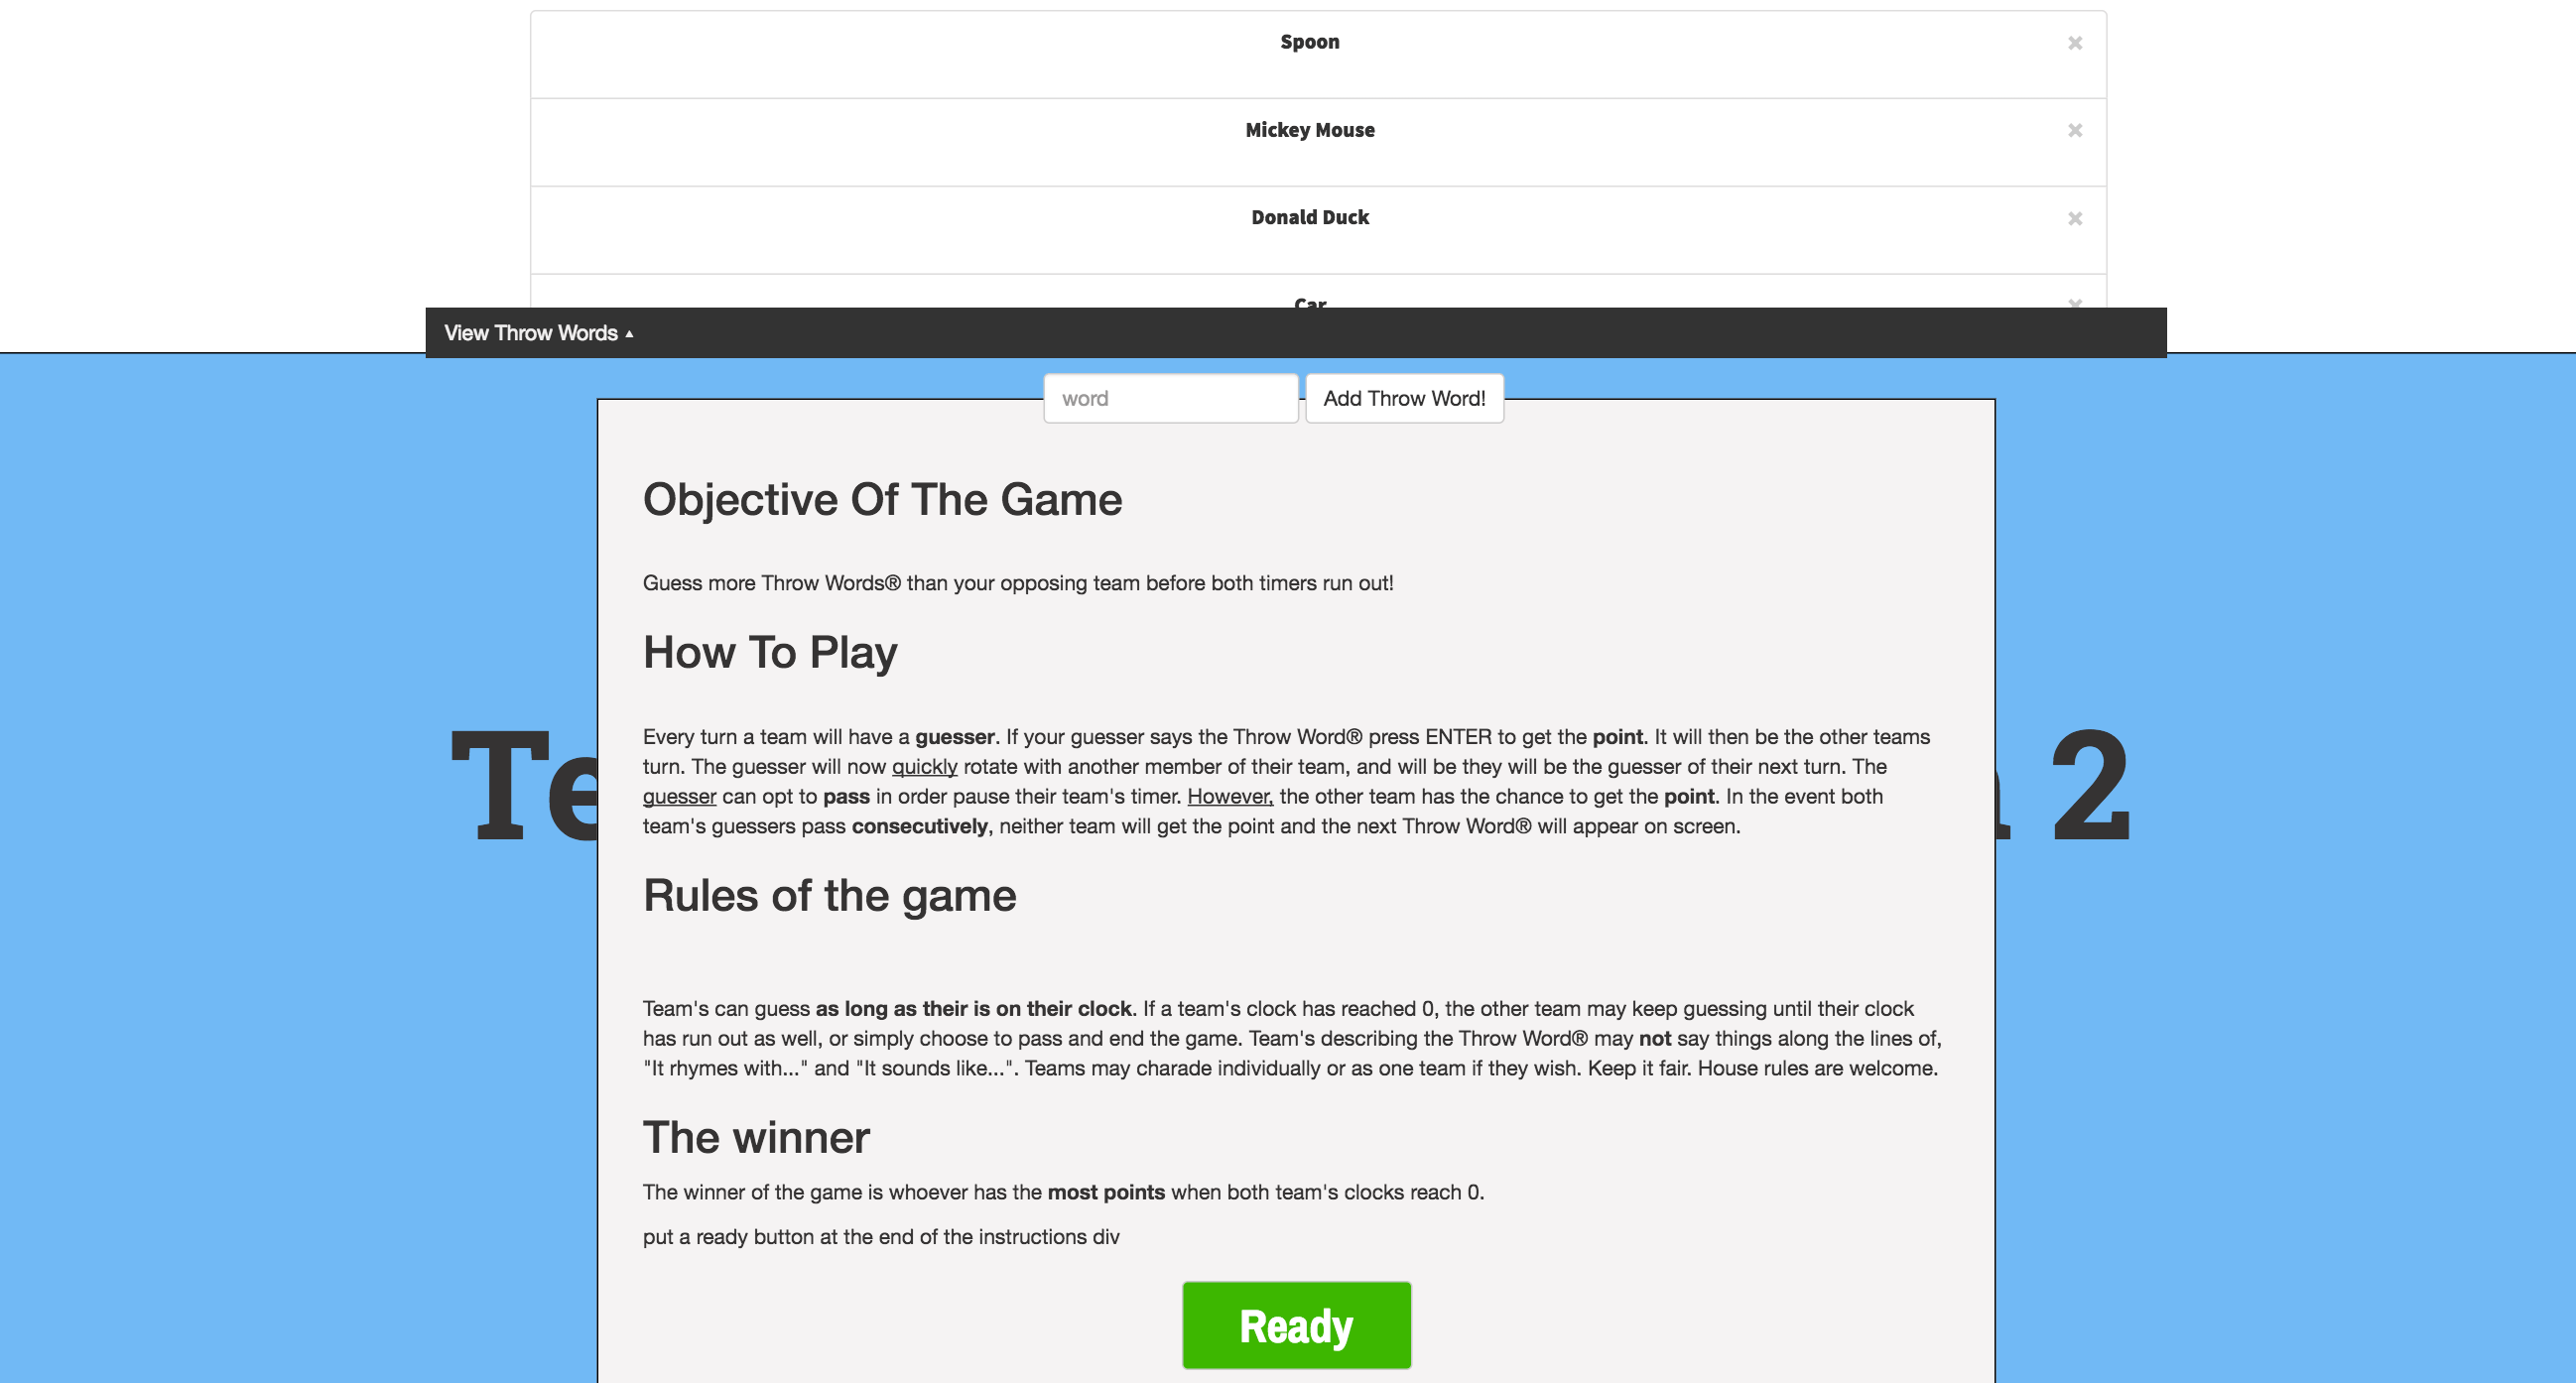 Spoon
Mickey Mouse
Donald Duck
Car
View Throw Words
word
Add Throw Word!
Objective Of The Game
Guess more Throw Words® than your opposing team before both timers run out!
How To Play
Every turn a team will have a guesser. If your guesser says the Throw Word® press ENTER to get the point. It will then be the other teams
turn. The guesser will now quickly rotate with another member of their team, and will be they will be the guesser of their next turn. The
guesser can opt to pass in order pause their team's timer. However, the other team has the chance to get the point. In the event both
team's guessers pass consecutively, neither team will get the point and the next Throw Word® will appear on screen.
Te 2
Rules of the game
Team's can guess as long as their is on their clock. If a team's clock has reached 0, the other team may keep guessing until their clock
has run out as well, or simply choose to pass and end the game. Team's describing the Throw Word® may not say things along the lines of,
"It rhymes with..." and "It sounds like...". Teams may charade individually or as one team if they wish. Keep it fair. House rules are welcome.
The winner
The winner of the game is whoever has the most points when both team's clocks reach 0.
put a ready button at the end of the instructions div
Ready